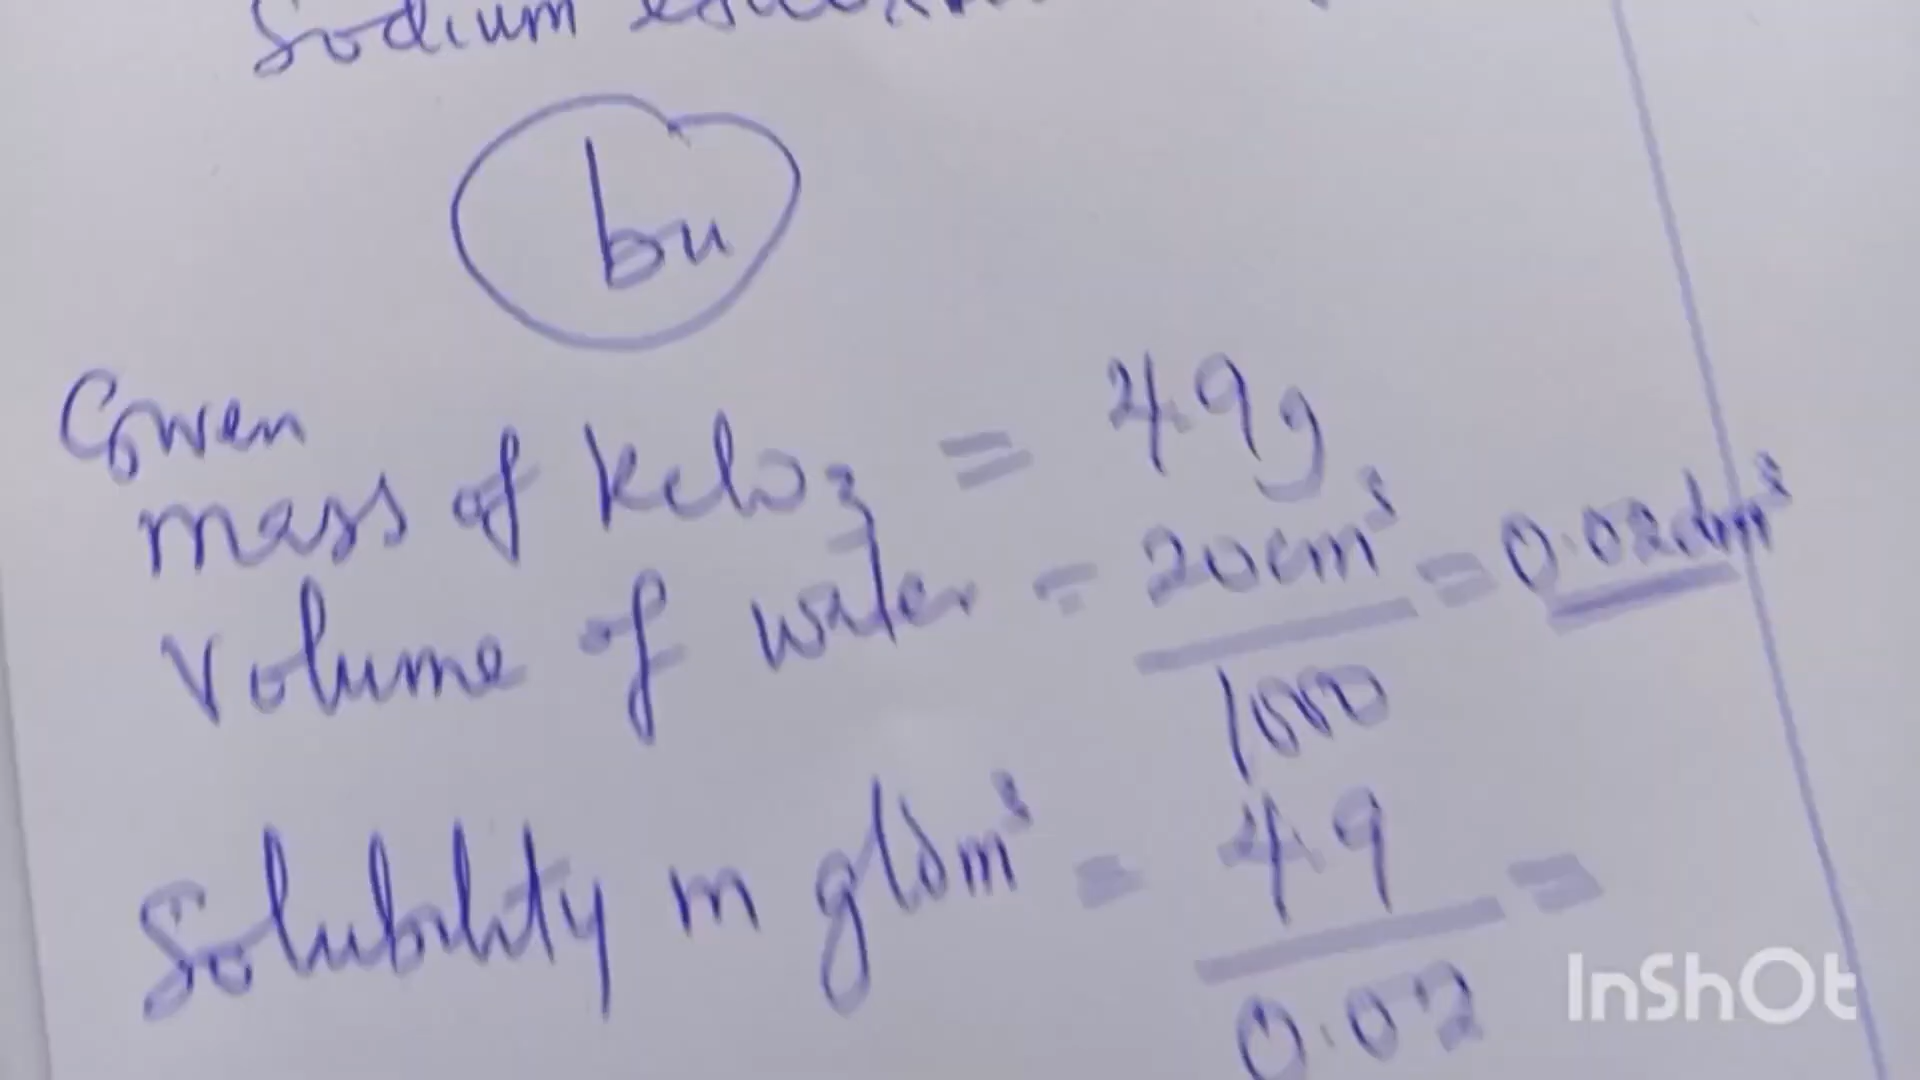 Sodium
bii
Given
mass of KClO3 = 4.9g
Volume of water = 20cm³ = 0.02dm³
1000
Solubility in g/dm³ = 4.9 =
0.02
InShOt